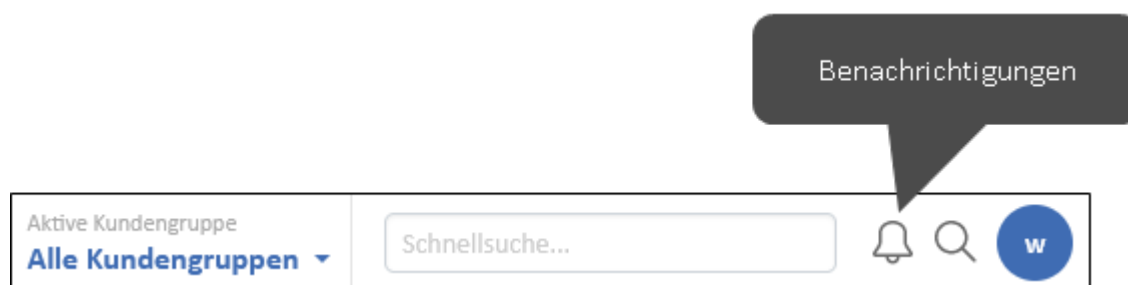 Benachrichtigungen
Aktive Kundengruppe
Alle Kundengruppen
Schnellsuche...
w